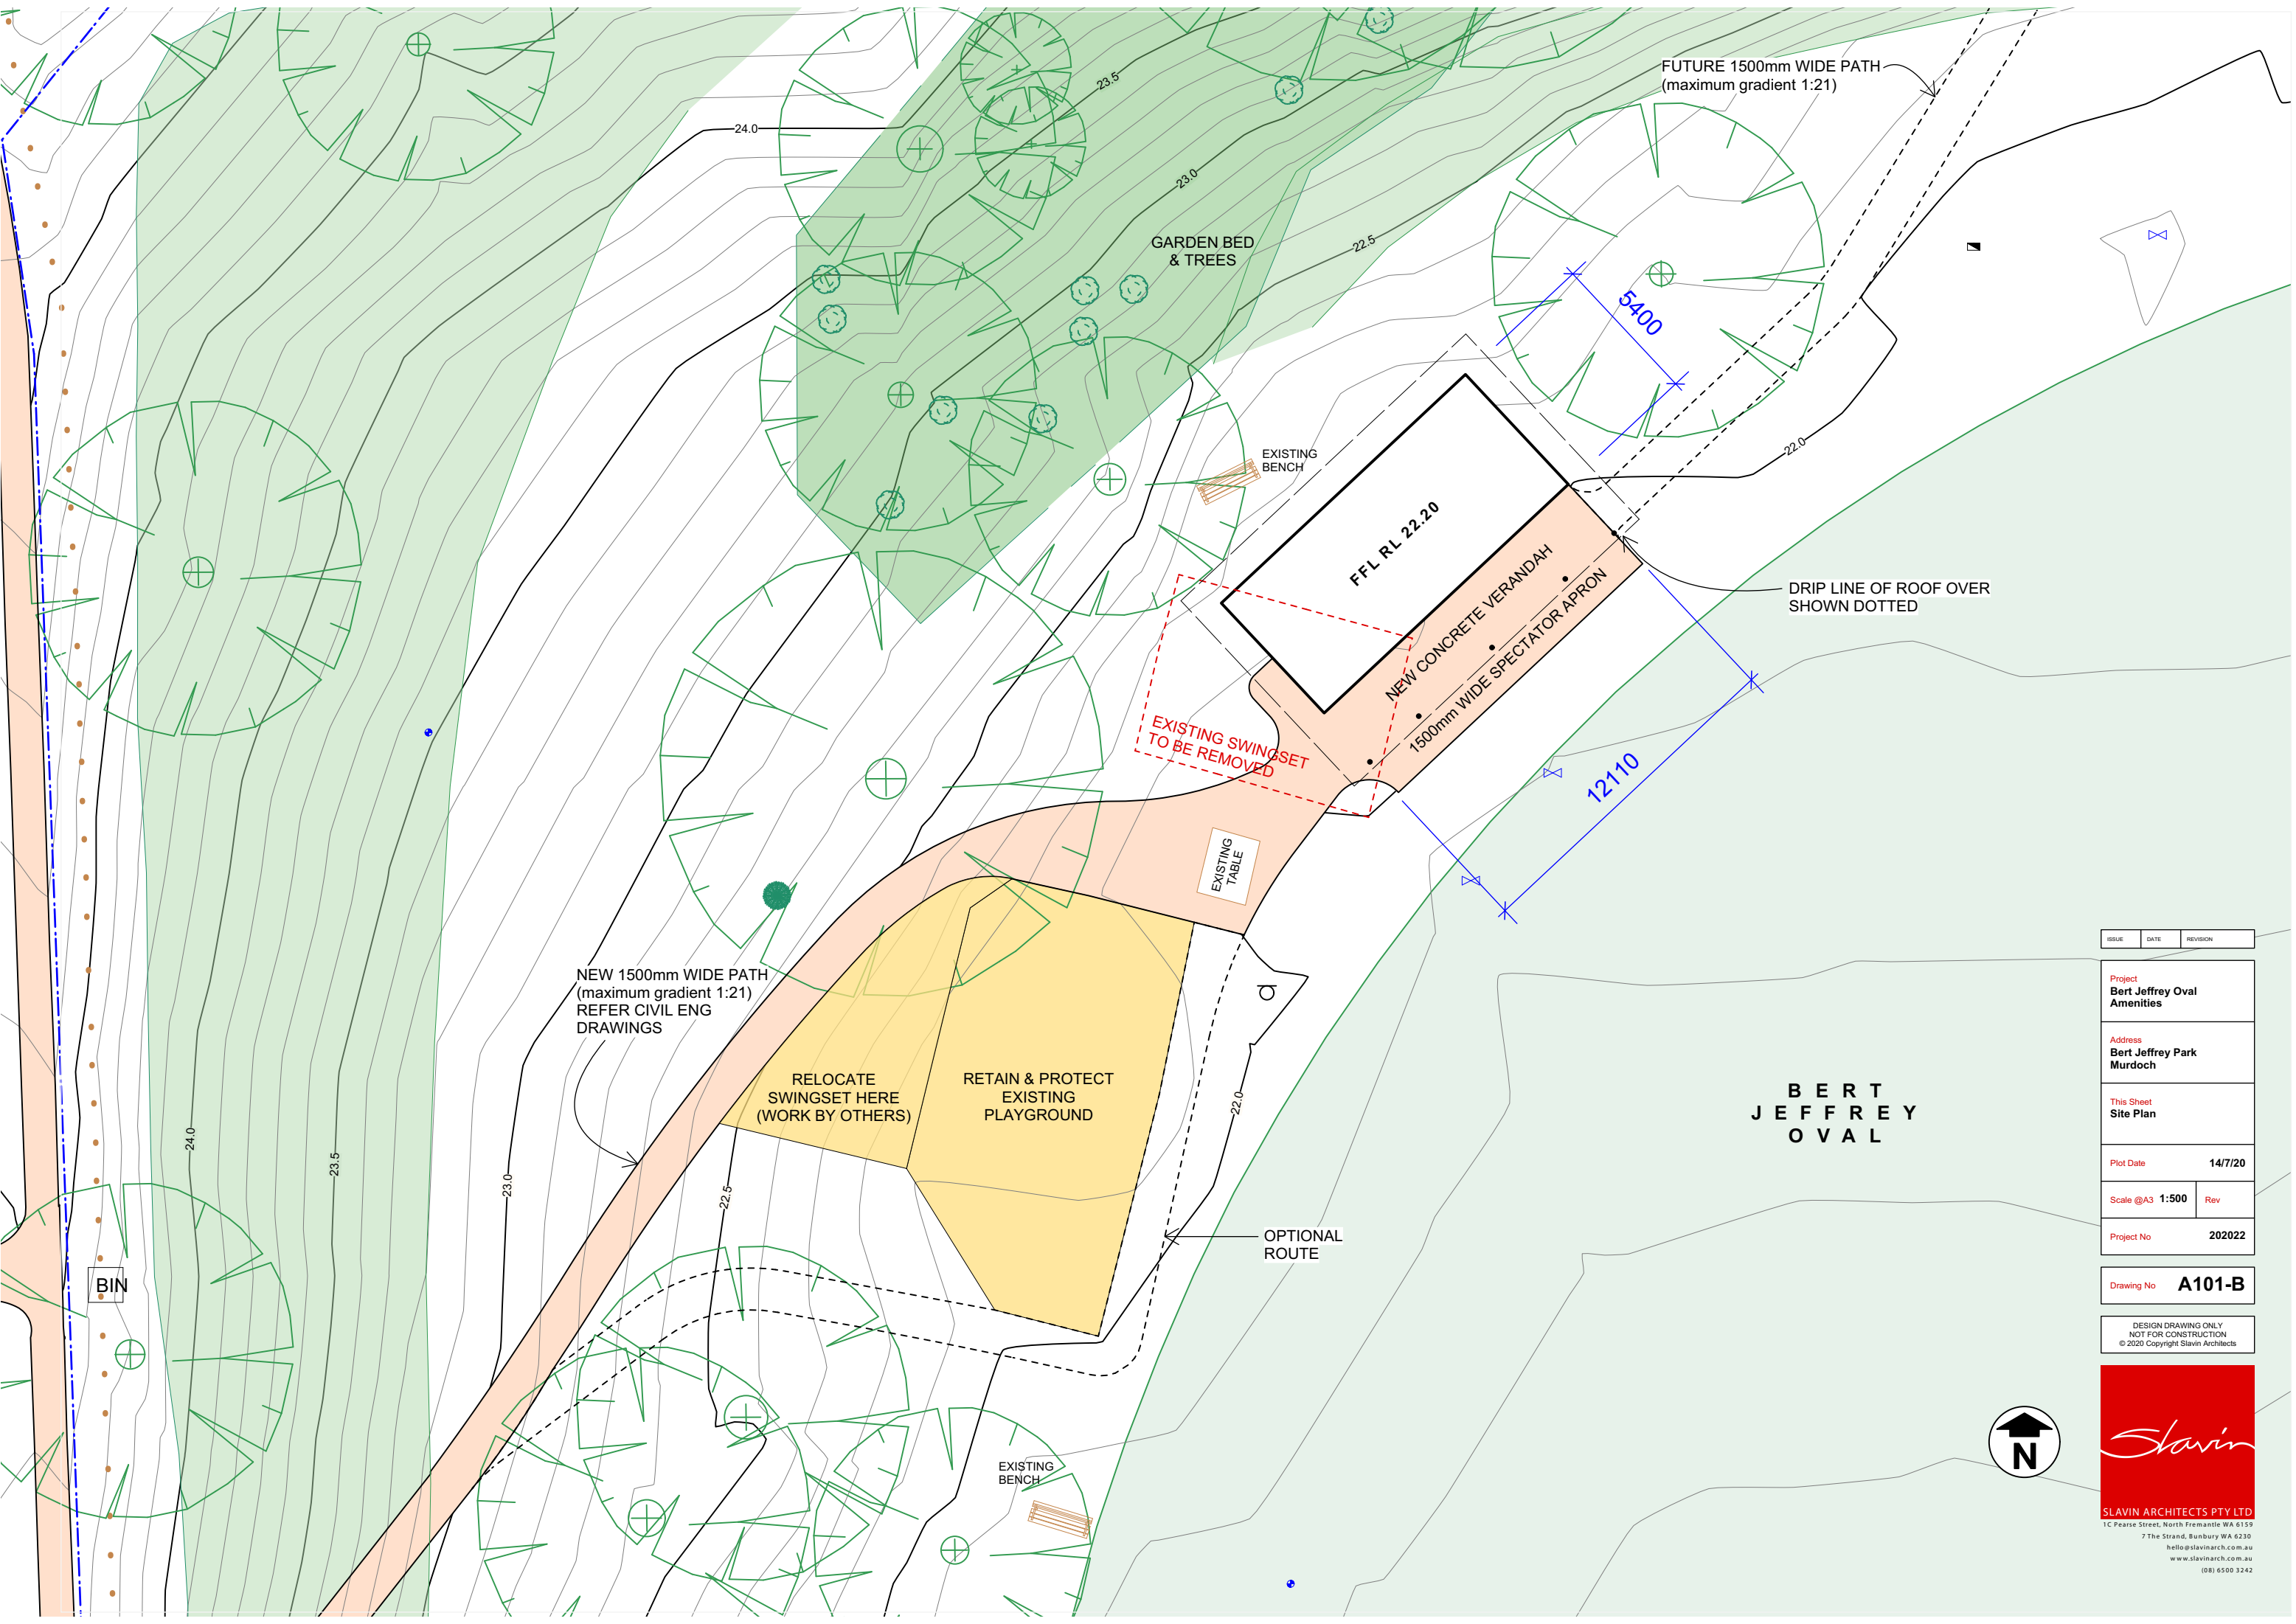 FUTURE 1500mm WIDE PATH
(maximum gradient 1:21)
23.5
24.0
23.0
22.5
GARDEN BED
& TREES
5400
EXISTING
BENCH
22.0
FFL RL 22.20
NEW CONCRETE VERANDAH
1500mm WIDE SPECTATOR APRON
DRIP LINE OF ROOF OVER
SHOWN DOTTED
EXISTING SWINGSET
TO BE REMOVED
12110
EXISTING
TABLE
NEW 1500mm WIDE PATH
(maximum gradient 1:21)
REFER CIVIL ENG
DRAWINGS
RELOCATE
SWINGSET HERE
(WORK BY OTHERS)
RETAIN & PROTECT
EXISTING
PLAYGROUND
24.0
23.5
23.0
22.5
22.0
OPTIONAL
ROUTE
BIN
EXISTING
BENCH
BERT
JEFFREY
OVAL
N
ISSUE DATE REVISION
Project
Bert Jeffrey Oval
Amenities
Address
Bert Jeffrey Park
Murdoch
This Sheet
Site Plan
Plot Date 14/7/20
Scale @A3 1:500 Rev
Project No 202022
Drawing No A101-B
DESIGN DRAWING ONLY
NOT FOR CONSTRUCTION
© 2020 Copyright Slavin Architects
Slavin
SLAVIN ARCHITECTS PTY LTD
1C Pearse Street, North Fremantle WA 6159
7 The Strand, Bunbury WA 6230
hello@slavinarch.com.au
www.slavinarch.com.au
(08) 6500 3242